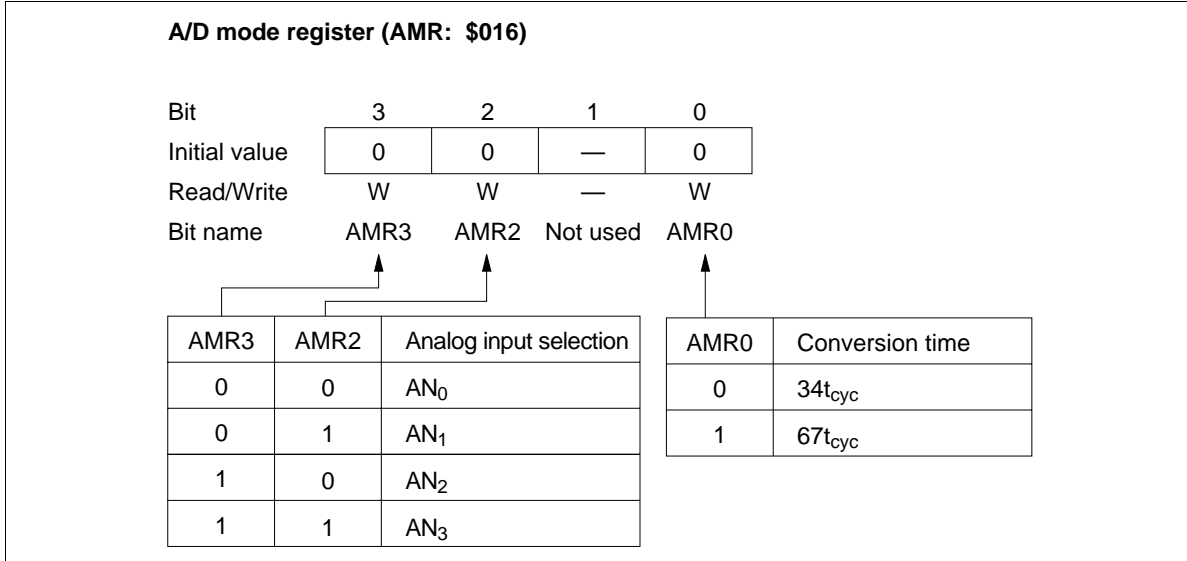 A/D mode register (AMR: $016)
Bit 3 2 1 0
Initial value 0 0 — 0
Read/Write W W — W
Bit name AMR3 AMR2 Not used AMR0
AMR3 AMR2 Analog input selection
0 0 AN0
0 1 AN1
1 0 AN2
1 1 AN3
AMR0 Conversion time
0 34tcyc
1 67tcyc